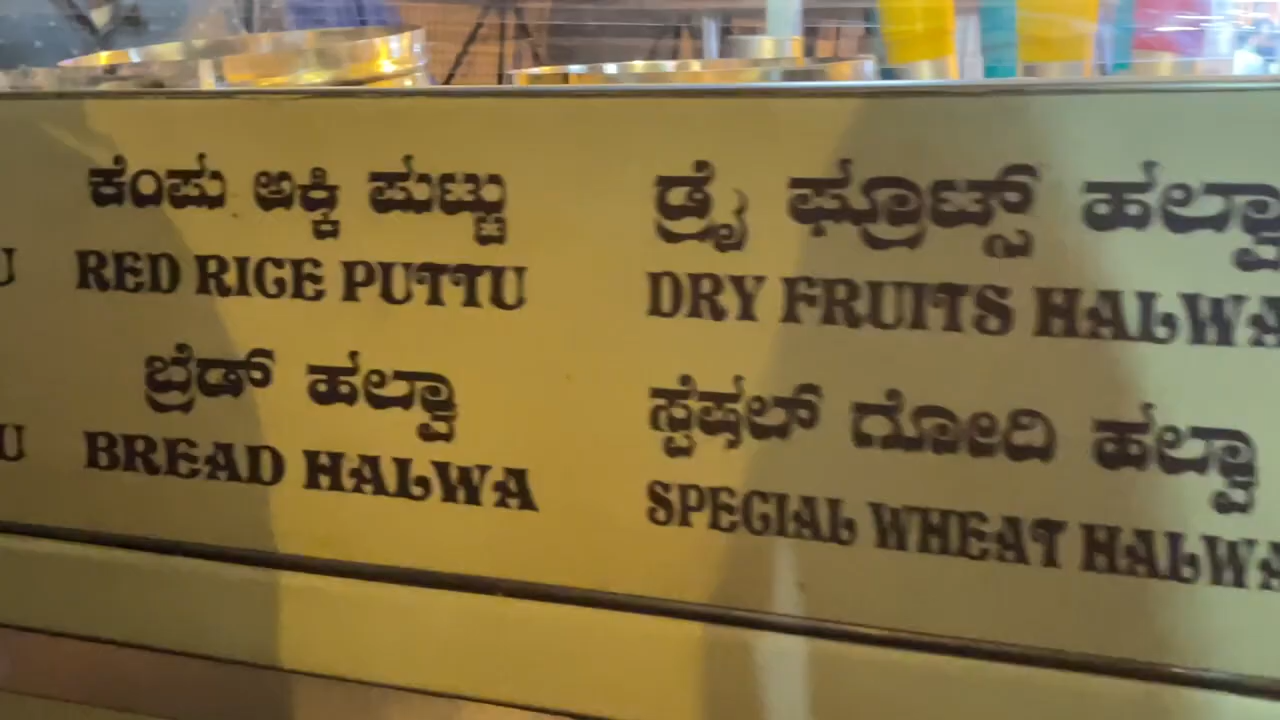 ಕೆಂಪು ಅಕ್ಕಿ ಪುಟ್ಟು
RED RICE PUTTU
ಬ್ರೆಡ್ ಹಲ್ವಾ
BREAD HALWA
ಡ್ರೈ ಫ್ರೂಟ್ಸ್ ಹಲ್ವಾ
DRY FRUITS HALWA
ಸ್ಪೆಷಲ್ ಗೋದಿ ಹಲ್ವಾ
SPECIAL WHEAT HALWA